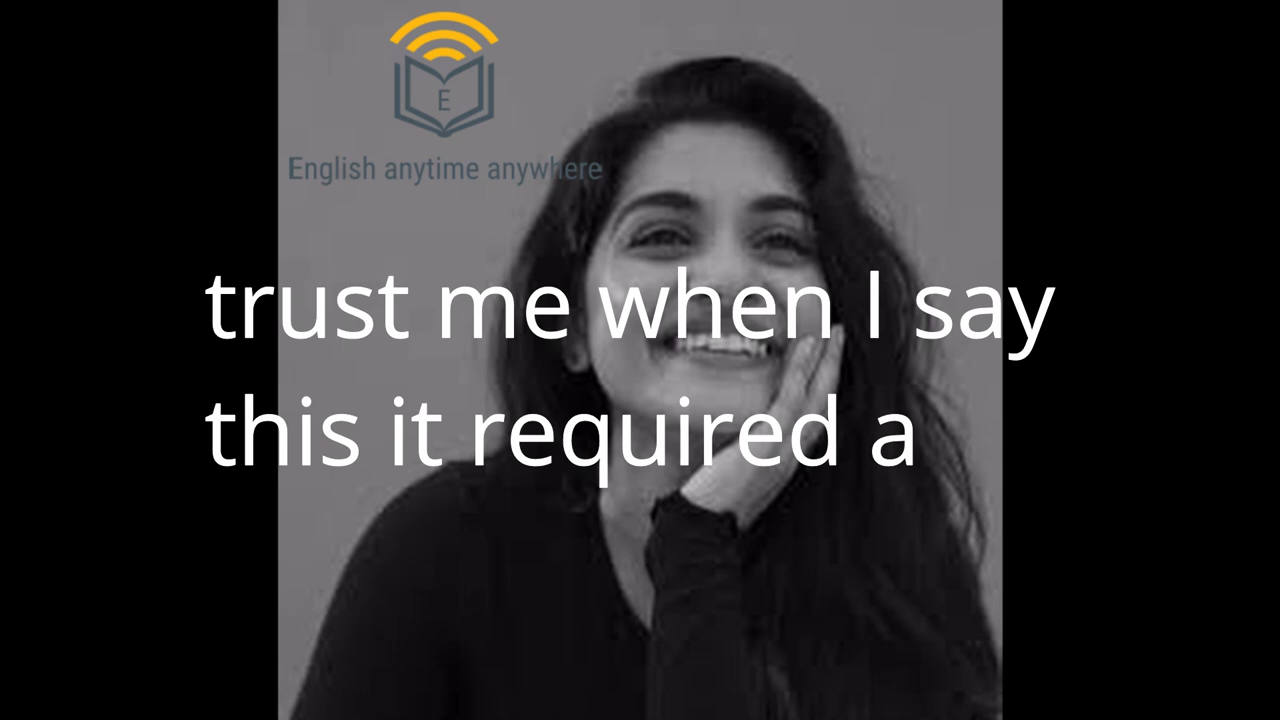 E
English anytime anywhere
trust me when I say
this it required a